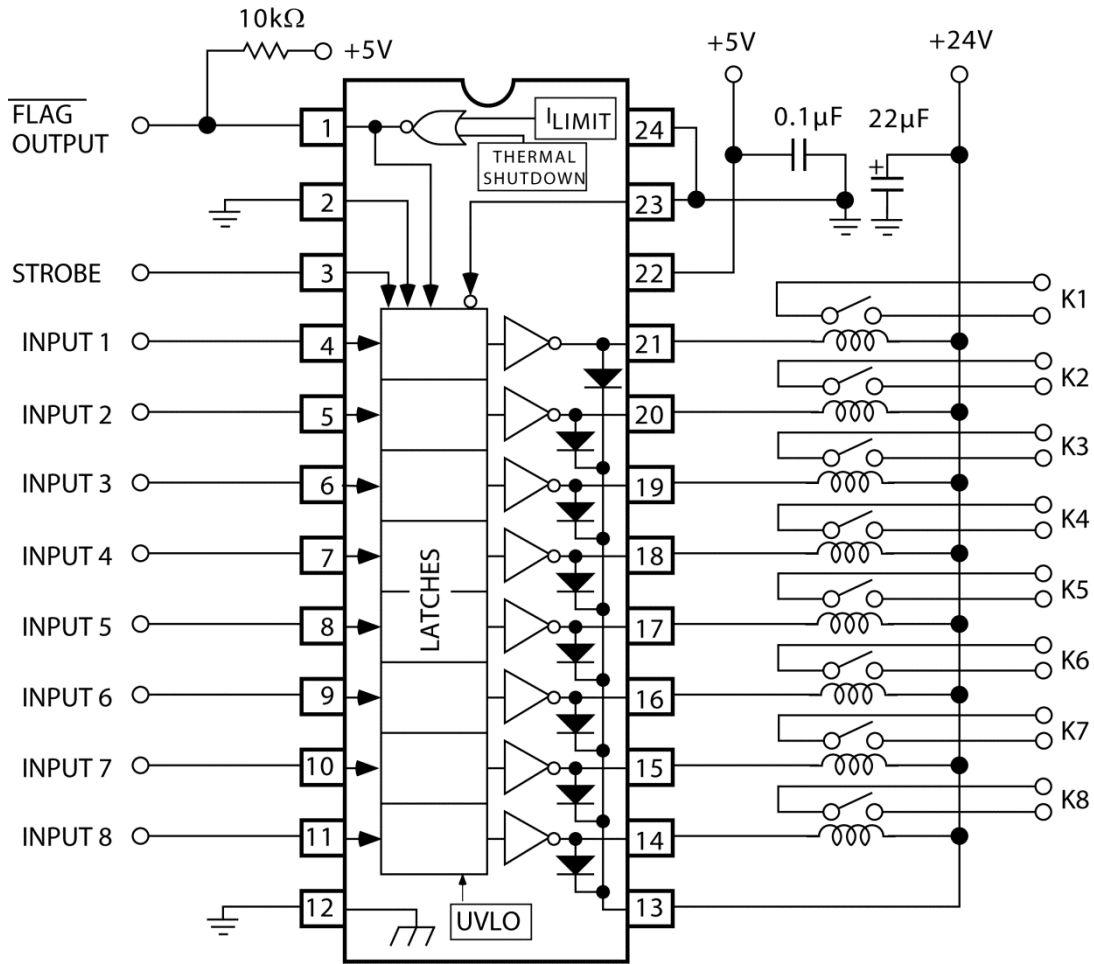 10kΩ
+5V
FLAG
OUTPUT
STROBE
INPUT 1
INPUT 2
INPUT 3
INPUT 4
INPUT 5
INPUT 6
INPUT 7
INPUT 8
1
2
3
4
5
6
7
8
9
10
11
12
ILIMIT
THERMAL
SHUTDOWN
LATCHES
UVLO
24
23
22
21
20
19
18
17
16
15
14
13
+5V
+24V
0.1µF
22µF
+
K1
K2
K3
K4
K5
K6
K7
K8